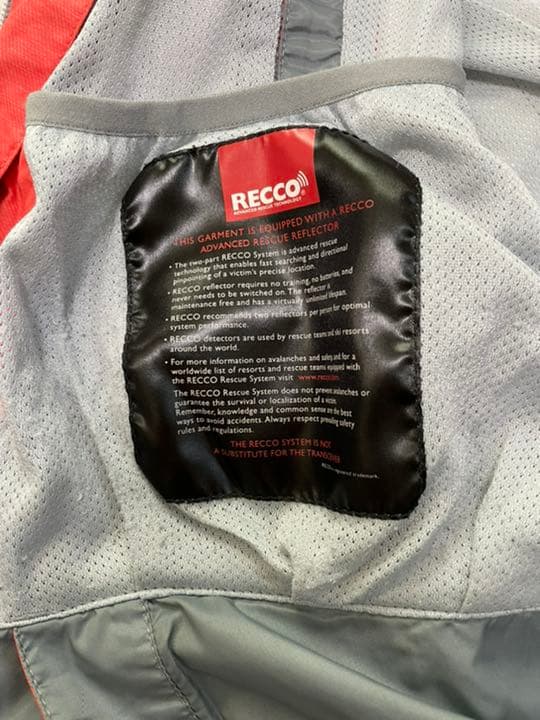 RECCO®
ADVANCED RESCUE TECHNOLOGY
THIS GARMENT IS EQUIPPED WITH A RECCO
ADVANCED RESCUE REFLECTOR
• The two-part RECCO System is advanced rescue
technology that enables fast searching and directional
pinpointing of a victim's precise location.
• RECCO reflector requires no training, no batteries, and
never needs to be switched on. The reflector is
maintenance free and has a virtually unlimited lifespan.
• RECCO recommends two reflectors per person for optimal
system performance.
• RECCO detectors are used by rescue teams and ski resorts
around the world.
• For more information on avalanches and safety, and for a
worldwide list of resorts and rescue teams equipped with
the RECCO Rescue System visit www.recco.com
The RECCO Rescue System does not prevent avalanches or
guarantee the survival or localization of a victim.
Remember, knowledge and common sense are the best
ways to avoid accidents. Always respect prevailing safety
rules and regulations.
THE RECCO SYSTEM IS NOT
A SUBSTITUTE FOR THE TRANSCEIVER
registered trademark.